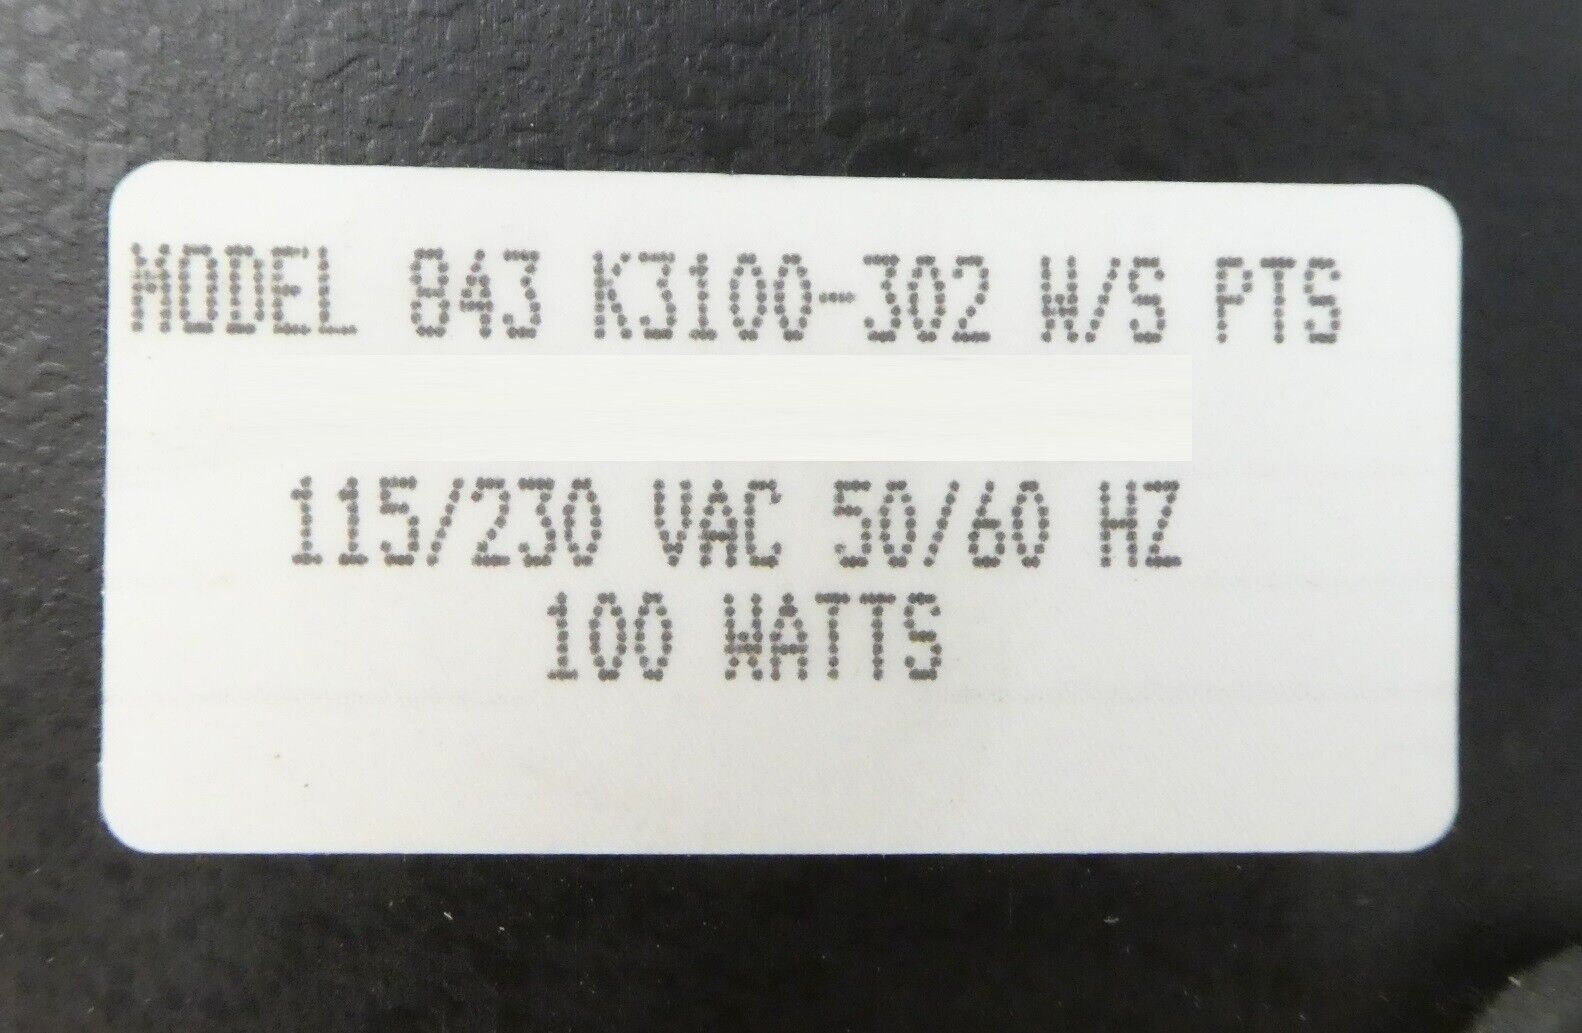 MODEL 843 K3100-302 W/S PTS
115/230 VAC 50/60 HZ
100 WATTS